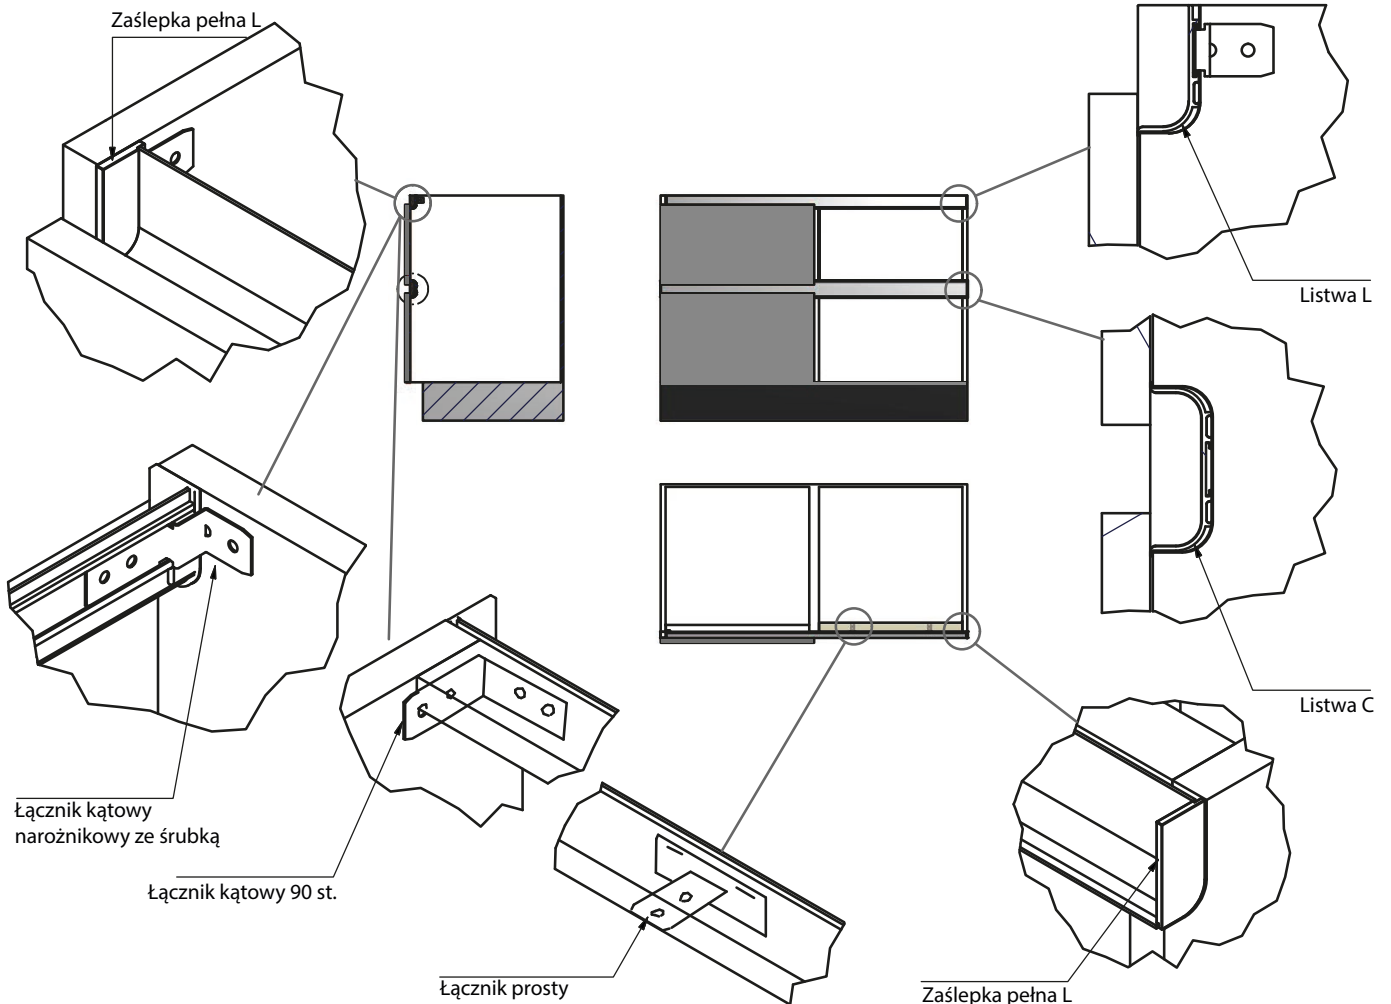 Zaślepka pełna L
Listwa L
Listwa C
Łącznik kątowy
narożnikowy ze śrubką
Łącznik kątowy 90 st.
Łącznik prosty
Zaślepka pełna L